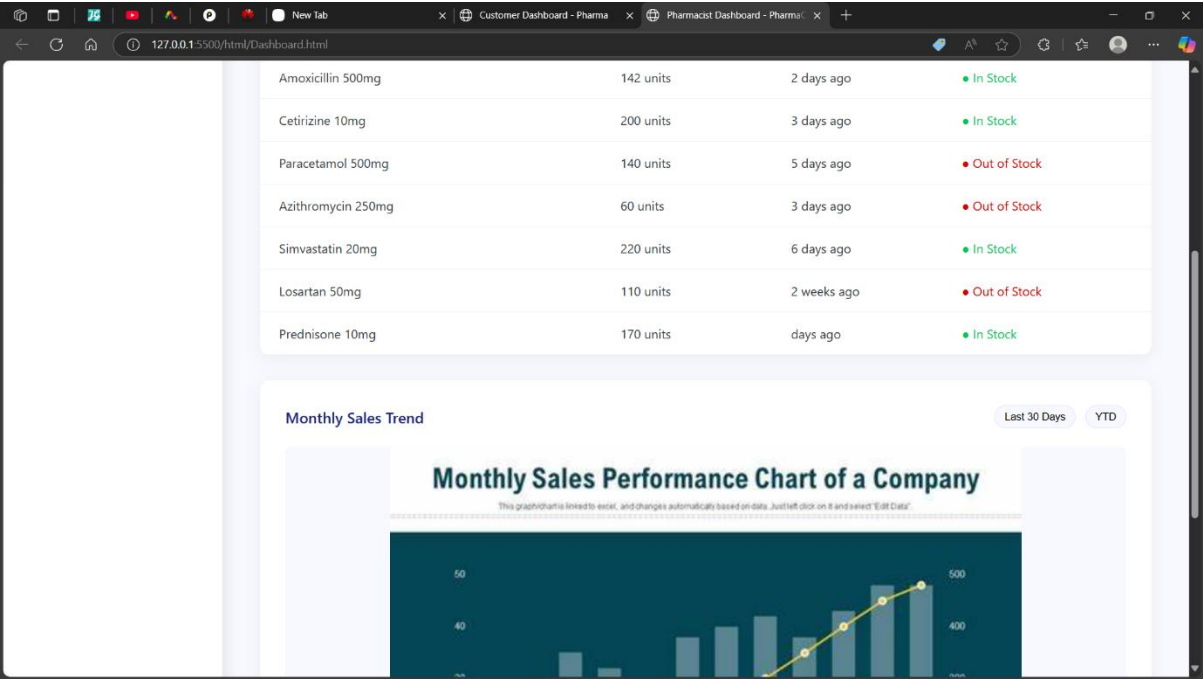 New Tab
Customer Dashboard - Pharma
Pharmacist Dashboard - Pharma
127.0.0.1:5500/html/Dashboard.html
Amoxicillin 500mg 142 units 2 days ago In Stock
Cetirizine 10mg 200 units 3 days ago In Stock
Paracetamol 500mg 140 units 5 days ago Out of Stock
Azithromycin 250mg 60 units 3 days ago Out of Stock
Simvastatin 20mg 220 units 6 days ago In Stock
Losartan 50mg 110 units 2 weeks ago Out of Stock
Prednisone 10mg 170 units days ago In Stock
Monthly Sales Trend
Last 30 Days YTD
Monthly Sales Performance Chart of a Company
This graph/chart is linked to excel, and changes automatically based on data. Just left click on it and select "Edit Data".
50 500
40 400